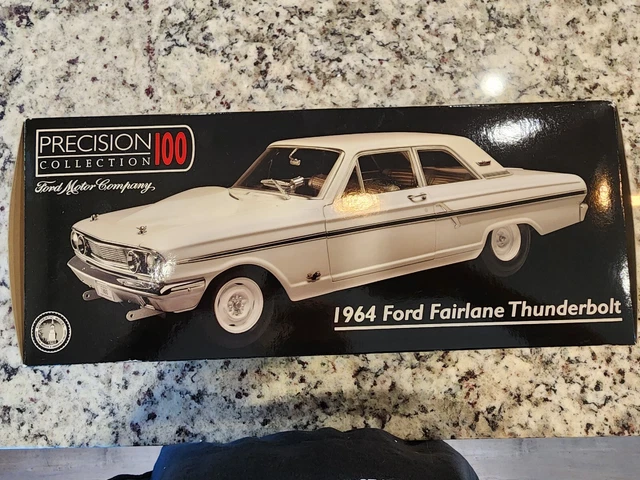 PRECISION 100
COLLECTION
Ford Motor Company,
1964 Ford Fairlane Thunderbolt